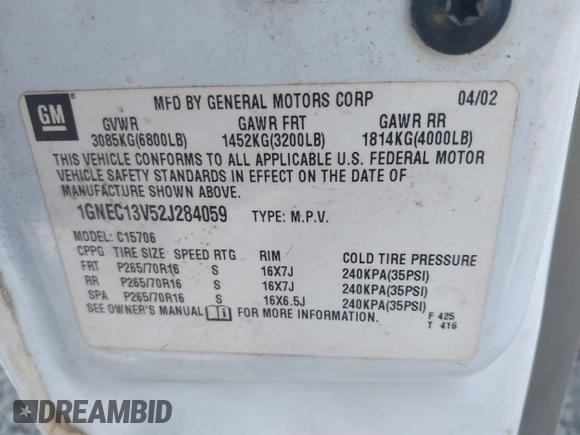 GM
MFD BY GENERAL MOTORS CORP 04/02
GVWR GAWR FRT GAWR RR
3085KG(6800LB) 1452KG(3200LB) 1814KG(4000LB)
THIS VEHICLE CONFORMS TO ALL APPLICABLE U.S. FEDERAL MOTOR
VEHICLE SAFETY STANDARDS IN EFFECT ON THE DATE OF
MANUFACTURE SHOWN ABOVE.
1GNEC13V52J284059 TYPE: M.P.V.
MODEL: C15706
CPPG TIRE SIZE SPEED RTG RIM COLD TIRE PRESSURE
FRT P265/70R16 S 16X7J 240KPA(35PSI)
RR P265/70R16 S 16X7J 240KPA(35PSI)
SPA P265/70R16 S 16X6.5J 240KPA(35PSI)
SEE OWNER'S MANUAL FOR MORE INFORMATION. F 425
T 416
DREAMBID